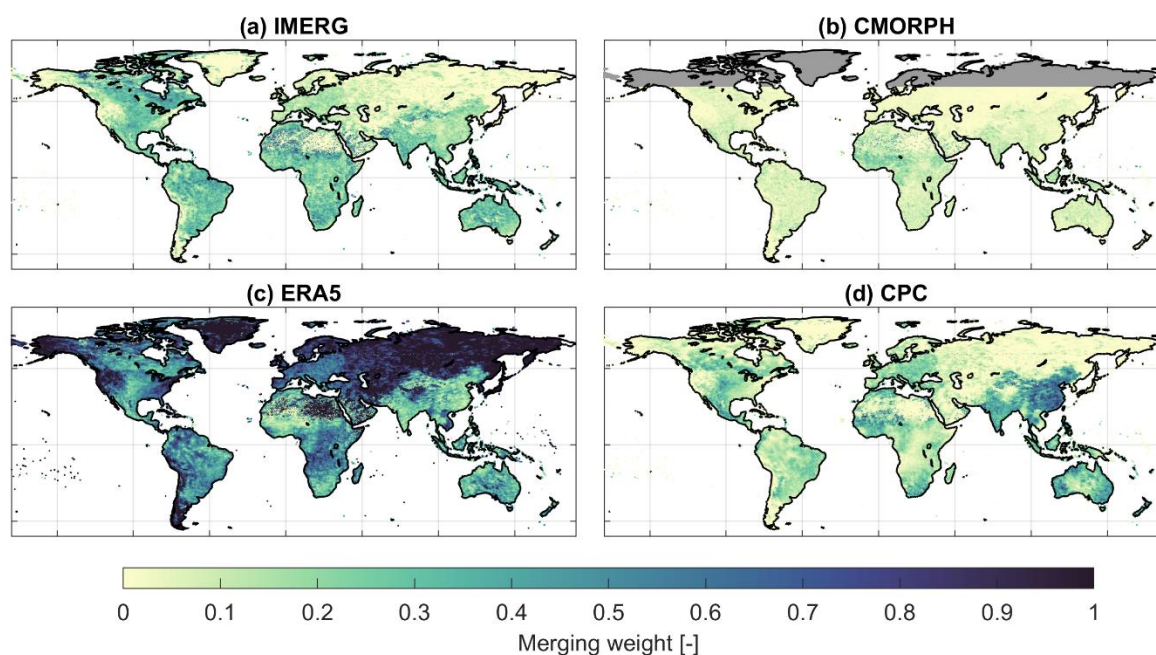 (a) IMERG
(b) CMORPH
(c) ERA5
(d) CPC
0 0.1 0.2 0.3 0.4 0.5 0.6 0.7 0.8 0.9 1
Merging weight [-]